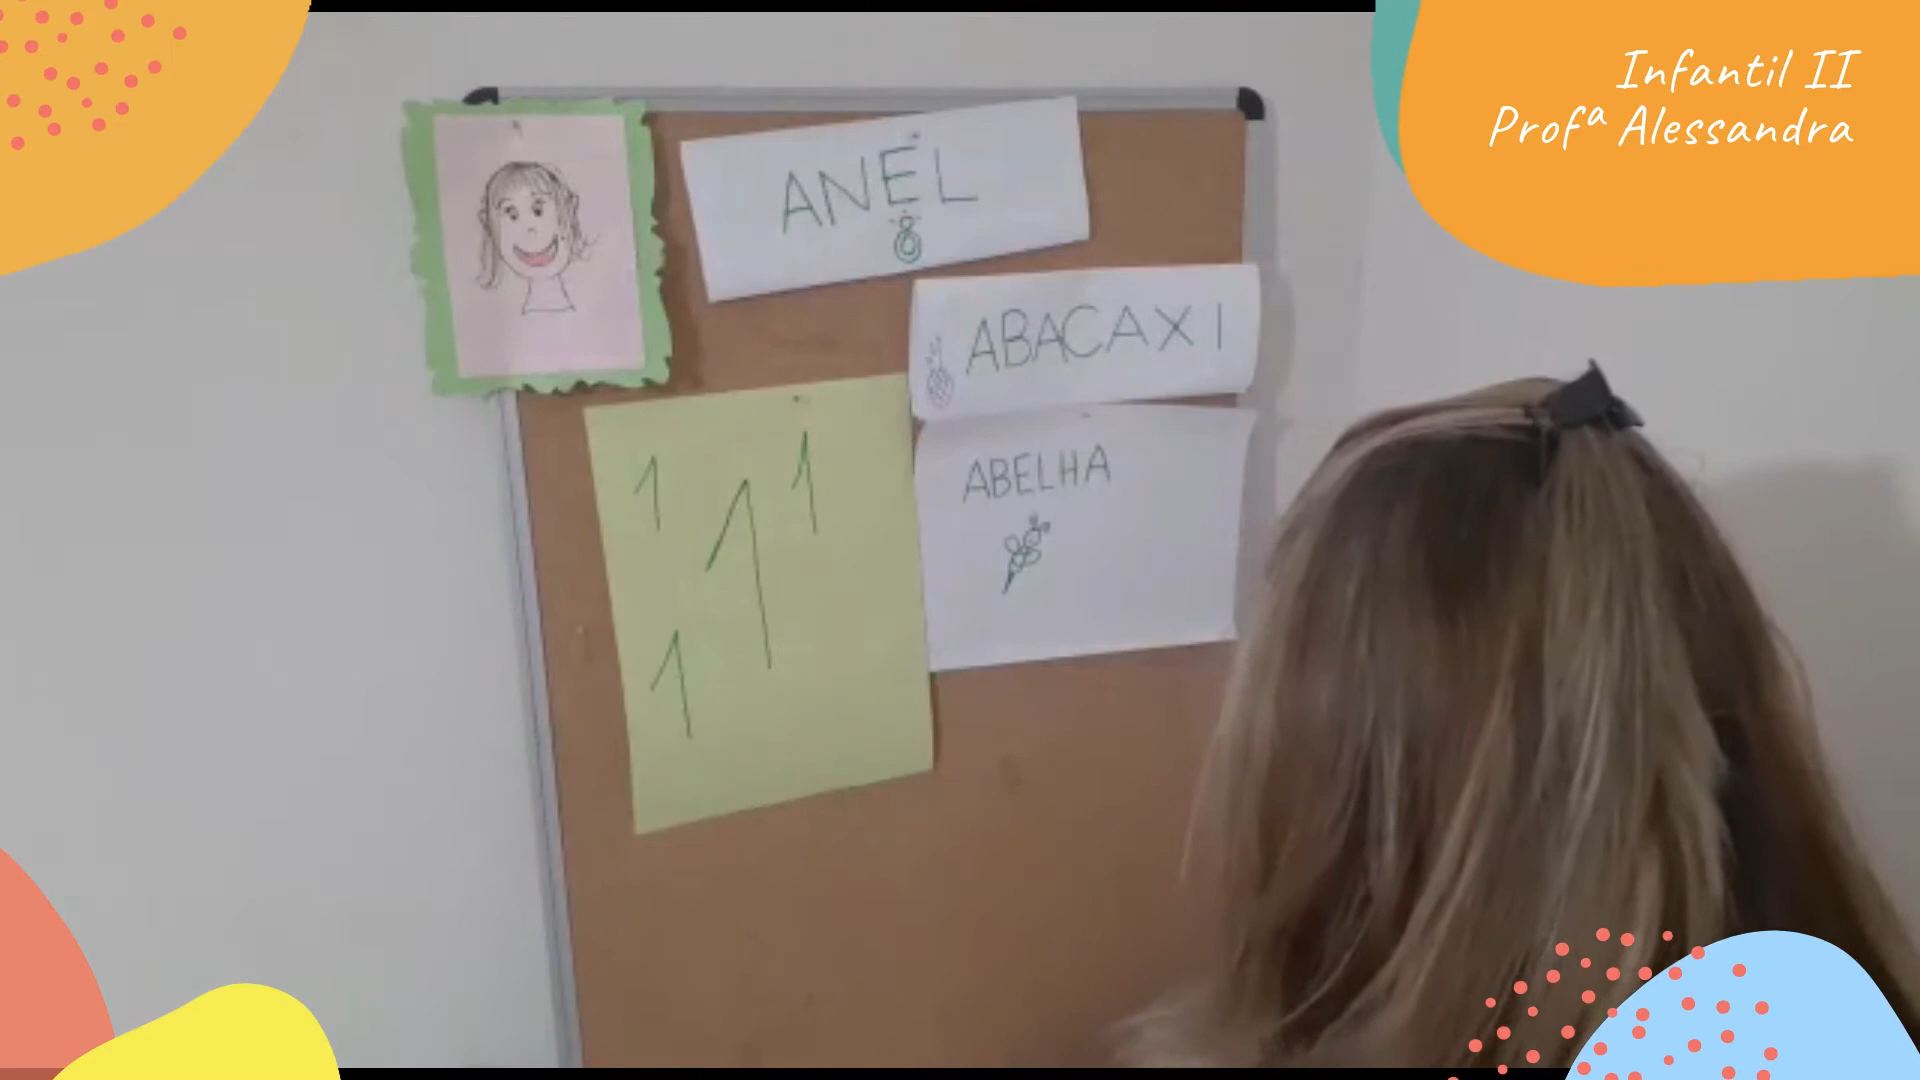 Infantil II
Profª Alessandra
ANEL
ABACAXI
ABELHA
1 1 1
1